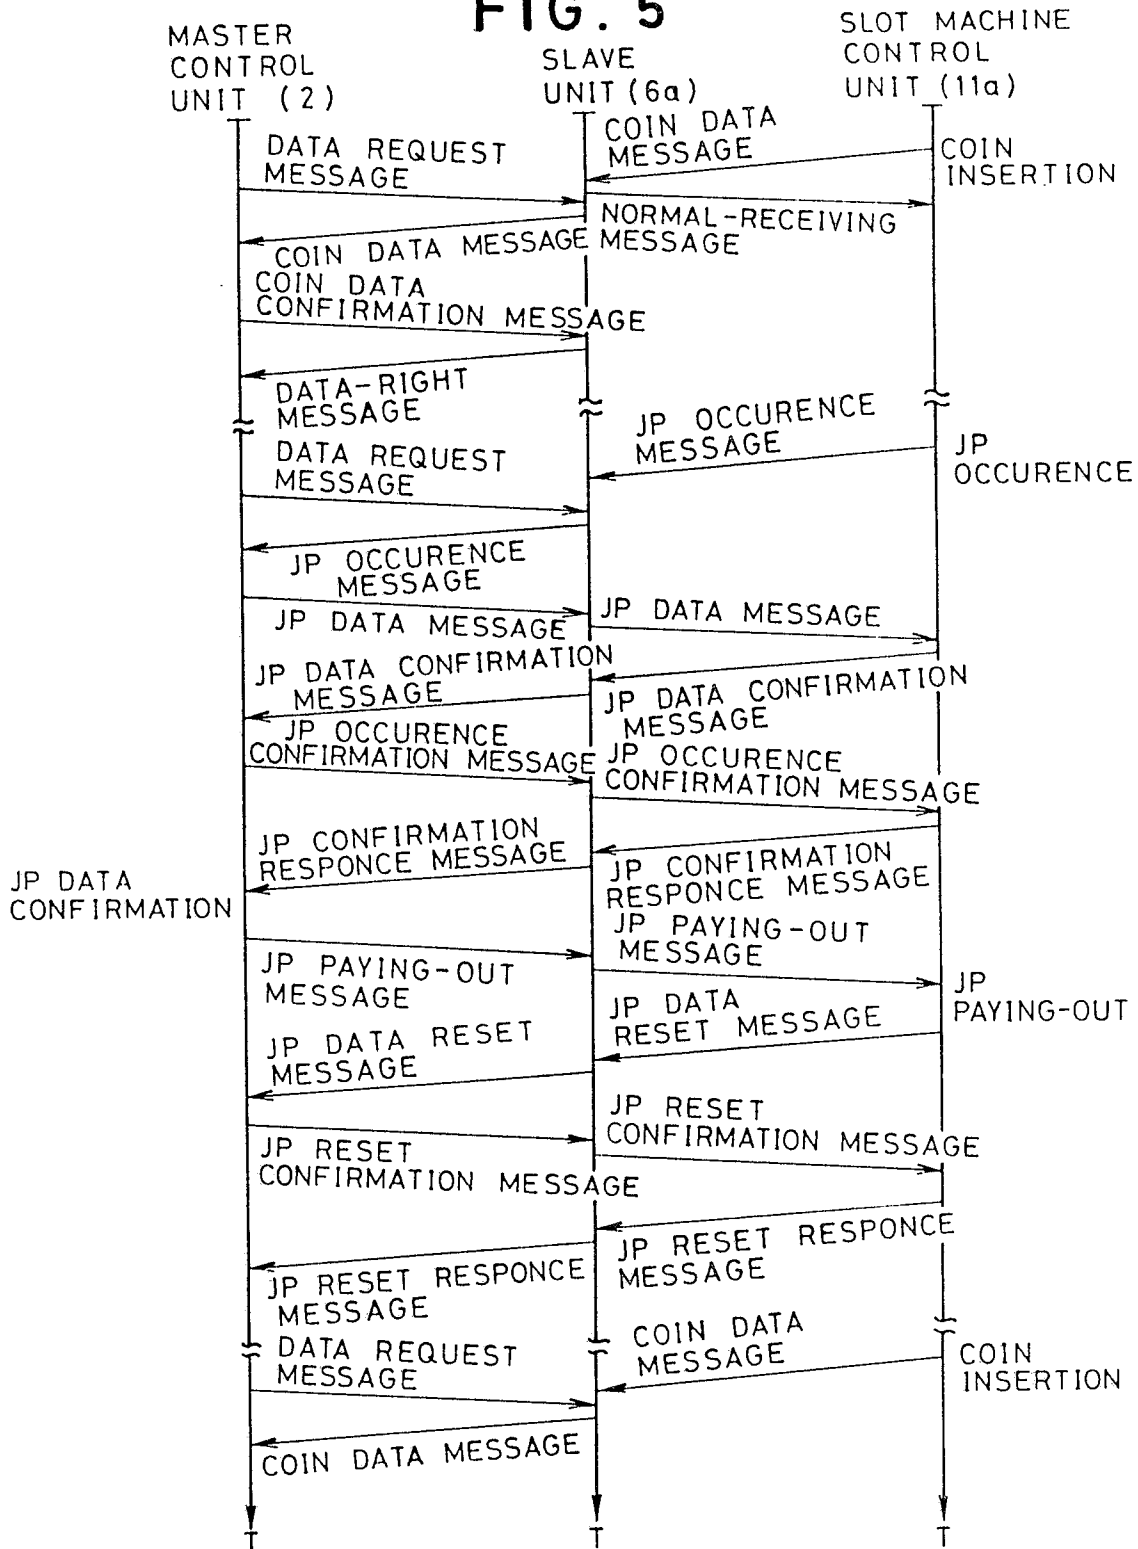 FIG. 5
MASTER
CONTROL
UNIT (2)
SLAVE
UNIT (6a)
SLOT MACHINE
CONTROL
UNIT (11a)
DATA REQUEST
MESSAGE
COIN DATA
MESSAGE
COIN
INSERTION
NORMAL-RECEIVING
MESSAGE
COIN DATA MESSAGE
COIN DATA
CONFIRMATION MESSAGE
DATA-RIGHT
MESSAGE
JP OCCURENCE
MESSAGE
JP
OCCURENCE
DATA REQUEST
MESSAGE
JP OCCURENCE
MESSAGE
JP DATA MESSAGE
JP DATA MESSAGE
JP DATA CONFIRMATION
MESSAGE
JP DATA CONFIRMATION
MESSAGE
JP OCCURENCE
CONFIRMATION MESSAGE
JP OCCURENCE
CONFIRMATION MESSAGE
JP CONFIRMATION
RESPONCE MESSAGE
JP CONFIRMATION
RESPONCE MESSAGE
JP DATA
CONFIRMATION
JP PAYING-OUT
MESSAGE
JP PAYING-OUT
MESSAGE
JP
PAYING-OUT
JP DATA
RESET MESSAGE
JP DATA RESET
MESSAGE
JP RESET
CONFIRMATION MESSAGE
JP RESET
CONFIRMATION MESSAGE
JP RESET RESPONCE
MESSAGE
JP RESET RESPONCE
MESSAGE
DATA REQUEST
MESSAGE
COIN DATA
MESSAGE
COIN
INSERTION
COIN DATA MESSAGE
T
T
T